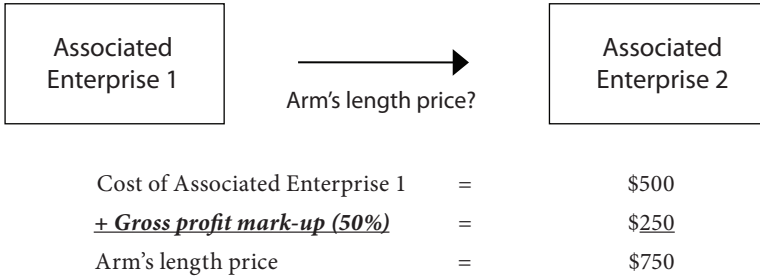 Associated
Enterprise 1
Arm's length price?
Associated
Enterprise 2
Cost of Associated Enterprise 1 = $500
+ Gross profit mark-up (50%) = $250
Arm's length price = $750